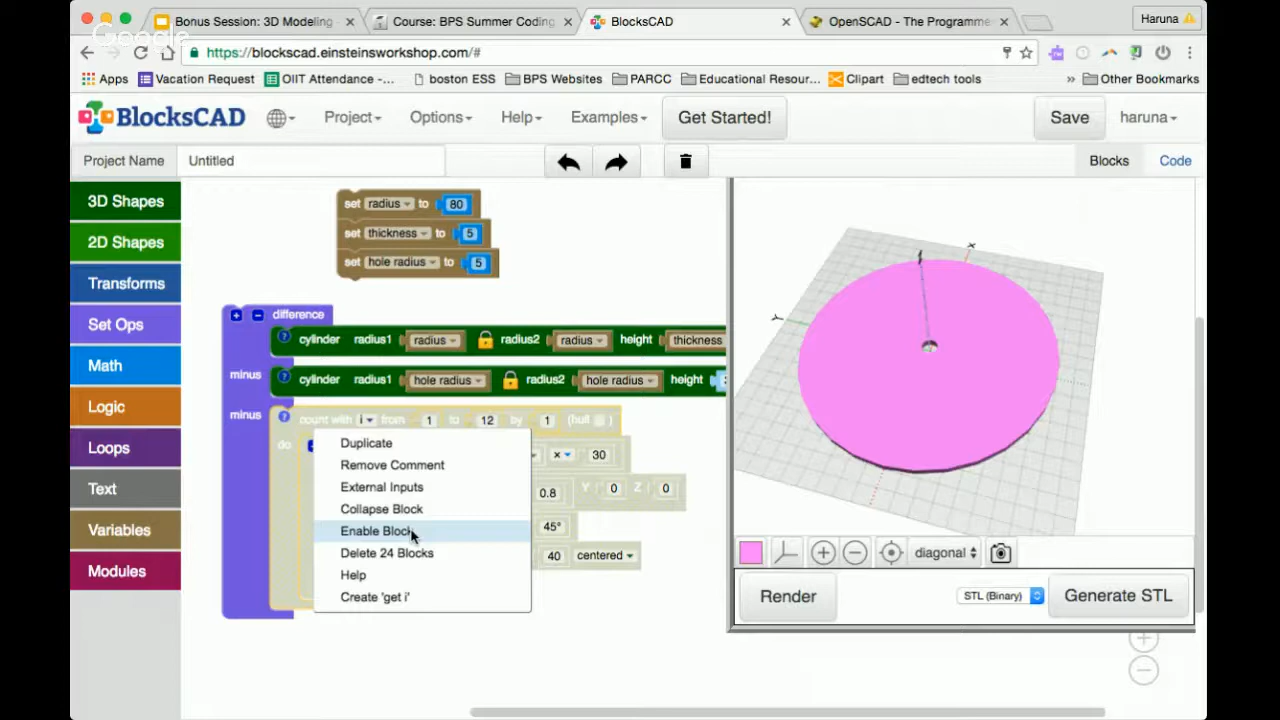 Bonus Session: 3D Modeling
Course: BPS Summer Coding
BlocksCAD
OpenSCAD - The Programme
Haruna
Google
https://blockscad.einsteinsworkshop.com/#
Apps
Vacation Request
OIIT Attendance -...
boston ESS
BPS Websites
PARCC
Educational Resour...
Clipart
edtech tools
»
Other Bookmarks
BlocksCAD
Project
Options
Help
Examples
Get Started!
Save
haruna
Project Name
Untitled
Blocks
Code
3D Shapes
2D Shapes
Transforms
Set Ops
Math
Logic
Loops
Text
Variables
Modules
set radius to 80
set thickness to 5
set hole radius to 5
+ - difference
? cylinder radius1 radius radius2 radius height thickness
minus ? cylinder radius1 hole radius radius2 hole radius height
minus ? count with i from 1 to 12 by 1 (hull )
do × 30
0.8 Y 0 Z 0
45°
40 centered
Duplicate
Remove Comment
External Inputs
Collapse Block
Enable Block
Delete 24 Blocks
Help
Create 'get i'
X
Y
diagonal
Render
STL (Binary)
Generate STL